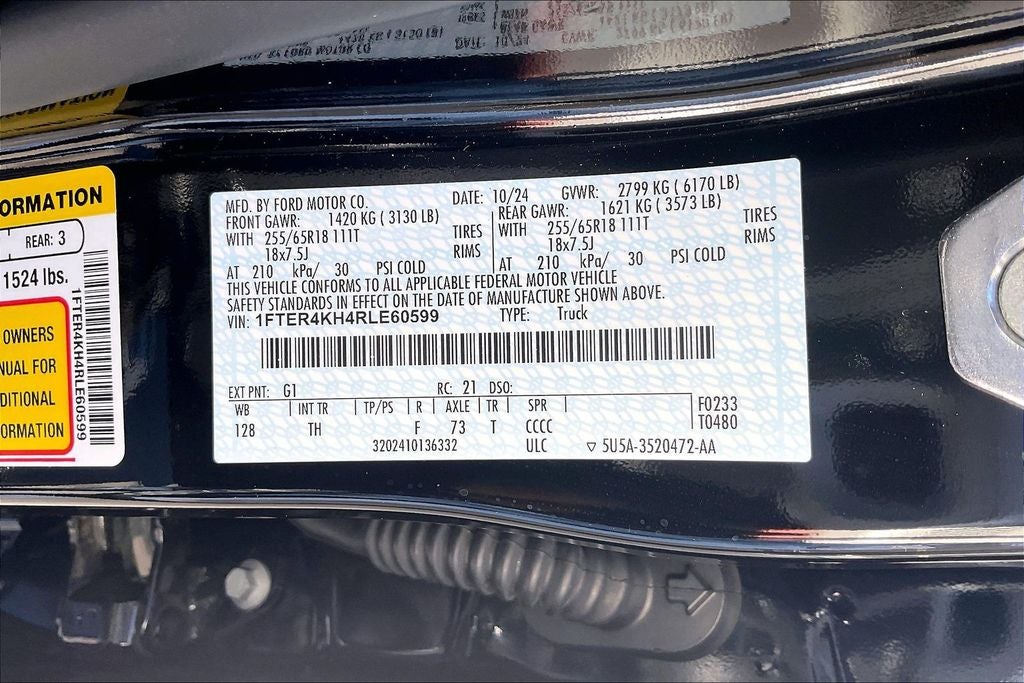 MFD. BY FORD MOTOR CO. DATE: 10/24 GVWR: 2799 KG ( 6170 LB)
FRONT GAWR: 1420 KG ( 3130 LB) REAR GAWR: 1621 KG ( 3573 LB)
WITH 255/65R18 111T TIRES WITH 255/65R18 111T TIRES
18x7.5J RIMS 18x7.5J RIMS
AT 210 kPa/ 30 PSI COLD AT 210 kPa/ 30 PSI COLD
THIS VEHICLE CONFORMS TO ALL APPLICABLE FEDERAL MOTOR VEHICLE
SAFETY STANDARDS IN EFFECT ON THE DATE OF MANUFACTURE SHOWN ABOVE.
VIN: 1FTER4KH4RLE60599 TYPE: Truck
EXT PNT: G1 RC: 21 DSO:
WB INT TR TP/PS R AXLE TR SPR F0233
128 TH F 73 T CCCC T0480
3202410136332 ULC 5U5A-3520472-AA
ORMATION
REAR: 3
1524 lbs.
OWNERS
NUAL FOR
DITIONAL
ORMATION
1FTER4KH4RLE60599